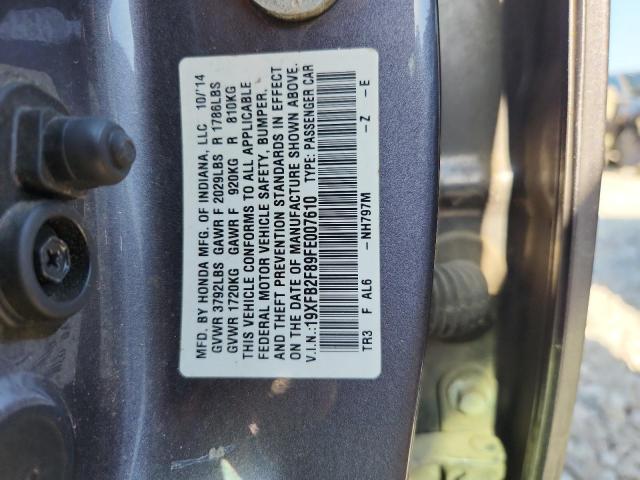 MFD. BY HONDA MFG. OF INDIANA, LLC 10/'14
GVWR 3792LBS GAWR F 2029LBS R 1786LBS
GVWR 1720KG GAWR F 920KG R 810KG
THIS VEHICLE CONFORMS TO ALL APPLICABLE
FEDERAL MOTOR VEHICLE SAFETY, BUMPER,
AND THEFT PREVENTION STANDARDS IN EFFECT
ON THE DATE OF MANUFACTURE SHOWN ABOVE.
V.I.N.:19XFB2F89FE007610 TYPE: PASSENGER CAR
TR3 F AL6 -NH797M -Z -E